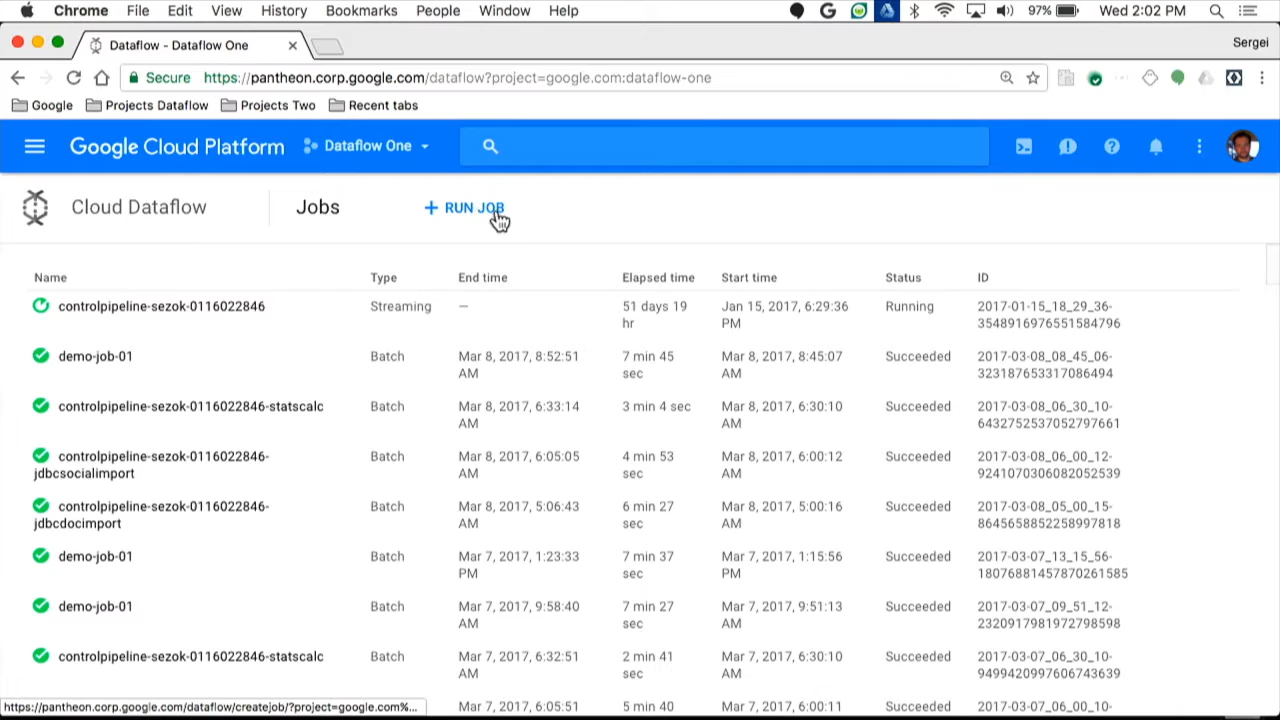 Chrome File Edit View History Bookmarks People Window Help 97% Wed 2:02 PM
Dataflow - Dataflow One Sergei
Secure https://pantheon.corp.google.com/dataflow?project=google.com:dataflow-one
Google Projects Dataflow Projects Two Recent tabs
Google Cloud Platform Dataflow One
Cloud Dataflow Jobs + RUN JOB
Name Type End time Elapsed time Start time Status ID
controlpipeline-sezok-0116022846 Streaming — 51 days 19 Jan 15, 2017, 6:29:36 Running 2017-01-15_18_29_36-
hr PM 3548916976551584796
demo-job-01 Batch Mar 8, 2017, 8:52:51 7 min 45 Mar 8, 2017, 8:45:07 Succeeded 2017-03-08_08_45_06-
AM sec AM 323187653317086494
controlpipeline-sezok-0116022846-statscalc Batch Mar 8, 2017, 6:33:14 3 min 4 sec Mar 8, 2017, 6:30:10 Succeeded 2017-03-08_06_30_10-
AM AM 6432752537052797661
controlpipeline-sezok-0116022846- Batch Mar 8, 2017, 6:05:05 4 min 53 Mar 8, 2017, 6:00:12 Succeeded 2017-03-08_06_00_12-
jdbcsocialimport AM sec AM 9241070306082052539
controlpipeline-sezok-0116022846- Batch Mar 8, 2017, 5:06:43 6 min 27 Mar 8, 2017, 5:00:16 Succeeded 2017-03-08_05_00_15-
jdbcdocimport AM sec AM 8645658852258997818
demo-job-01 Batch Mar 7, 2017, 1:23:33 7 min 37 Mar 7, 2017, 1:15:56 Succeeded 2017-03-07_13_15_56-
PM sec PM 18076881457870261585
demo-job-01 Batch Mar 7, 2017, 9:58:40 7 min 27 Mar 7, 2017, 9:51:13 Succeeded 2017-03-07_09_51_12-
AM sec AM 2320917981972798598
controlpipeline-sezok-0116022846-statscalc Batch Mar 7, 2017, 6:32:51 2 min 41 Mar 7, 2017, 6:30:10 Succeeded 2017-03-07_06_30_10-
AM sec AM 9499420997606743639
https://pantheon.corp.google.com/dataflow/createjob/?project=google.com%... Mar 7, 2017, 6:05:51 5 min 40 Mar 7, 2017, 6:00:11 Succeeded 2017-03-07_06_00_10-